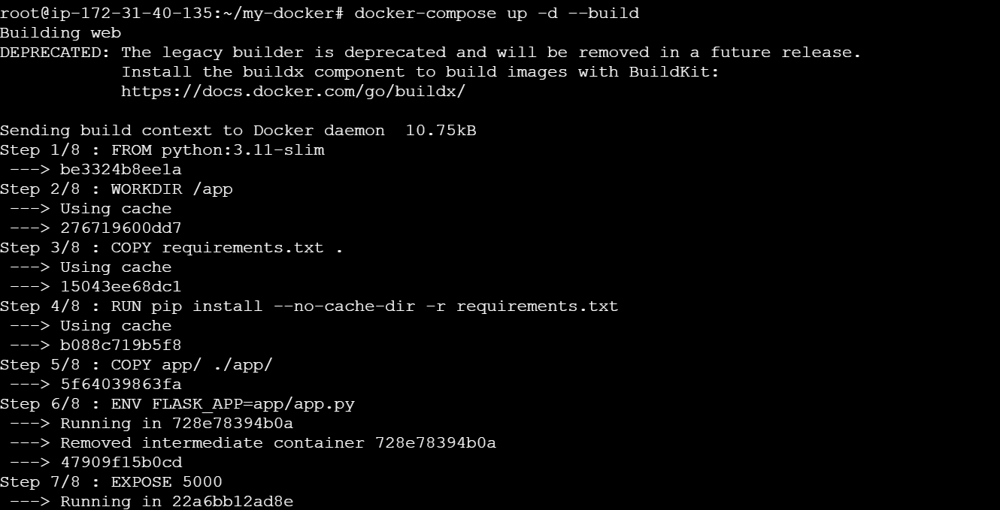 root@ip-172-31-40-135:~/my-docker# docker-compose up -d --build
Building web
DEPRECATED: The legacy builder is deprecated and will be removed in a future release.
            Install the buildx component to build images with BuildKit:
            https://docs.docker.com/go/buildx/

Sending build context to Docker daemon  10.75kB
Step 1/8 : FROM python:3.11-slim
 ---> be3324b8ee1a
Step 2/8 : WORKDIR /app
 ---> Using cache
 ---> 276719600dd7
Step 3/8 : COPY requirements.txt .
 ---> Using cache
 ---> 15043ee68dc1
Step 4/8 : RUN pip install --no-cache-dir -r requirements.txt
 ---> Using cache
 ---> b088c719b5f8
Step 5/8 : COPY app/ ./app/
 ---> 5f64039863fa
Step 6/8 : ENV FLASK_APP=app/app.py
 ---> Running in 728e78394b0a
 ---> Removed intermediate container 728e78394b0a
 ---> 47909f15b0cd
Step 7/8 : EXPOSE 5000
 ---> Running in 22a6bb12ad8e